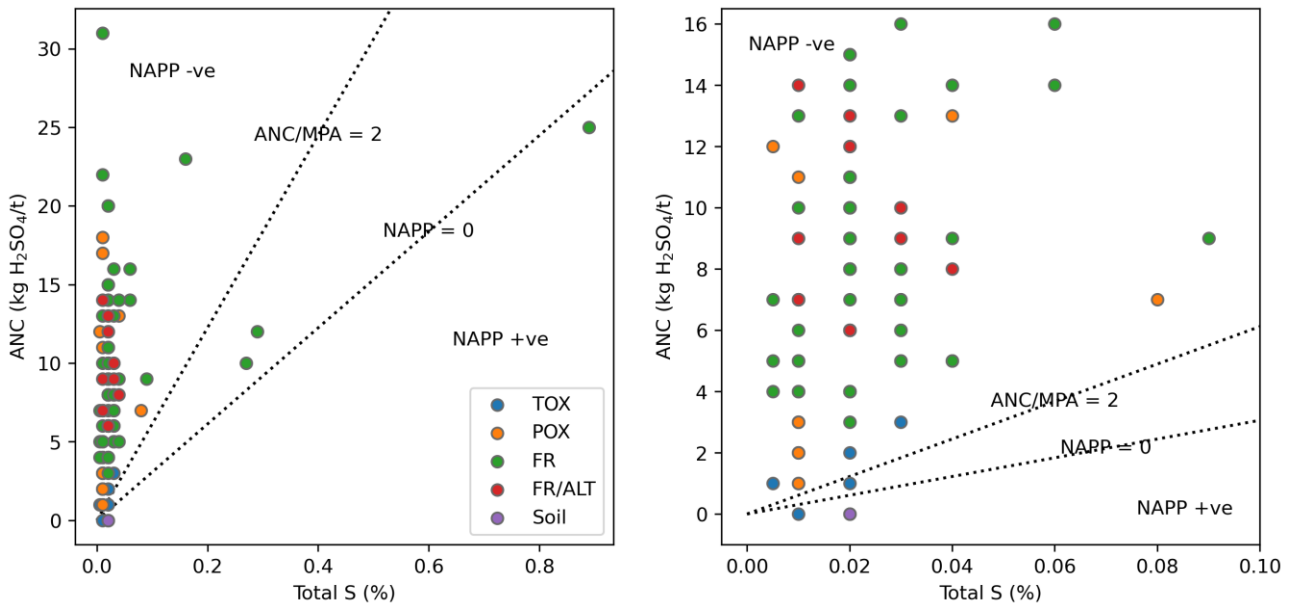 30
25
20
15
10
5
0
ANC (kg H₂SO₄/t)
0.0 0.2 0.4 0.6 0.8
Total S (%)
NAPP -ve
ANC/MPA = 2
NAPP = 0
NAPP +ve
TOX
POX
FR
FR/ALT
Soil
16
14
12
10
8
6
4
2
0
ANC (kg H₂SO₄/t)
0.00 0.02 0.04 0.06 0.08 0.10
Total S (%)
NAPP -ve
ANC/MPA = 2
NAPP = 0
NAPP +ve